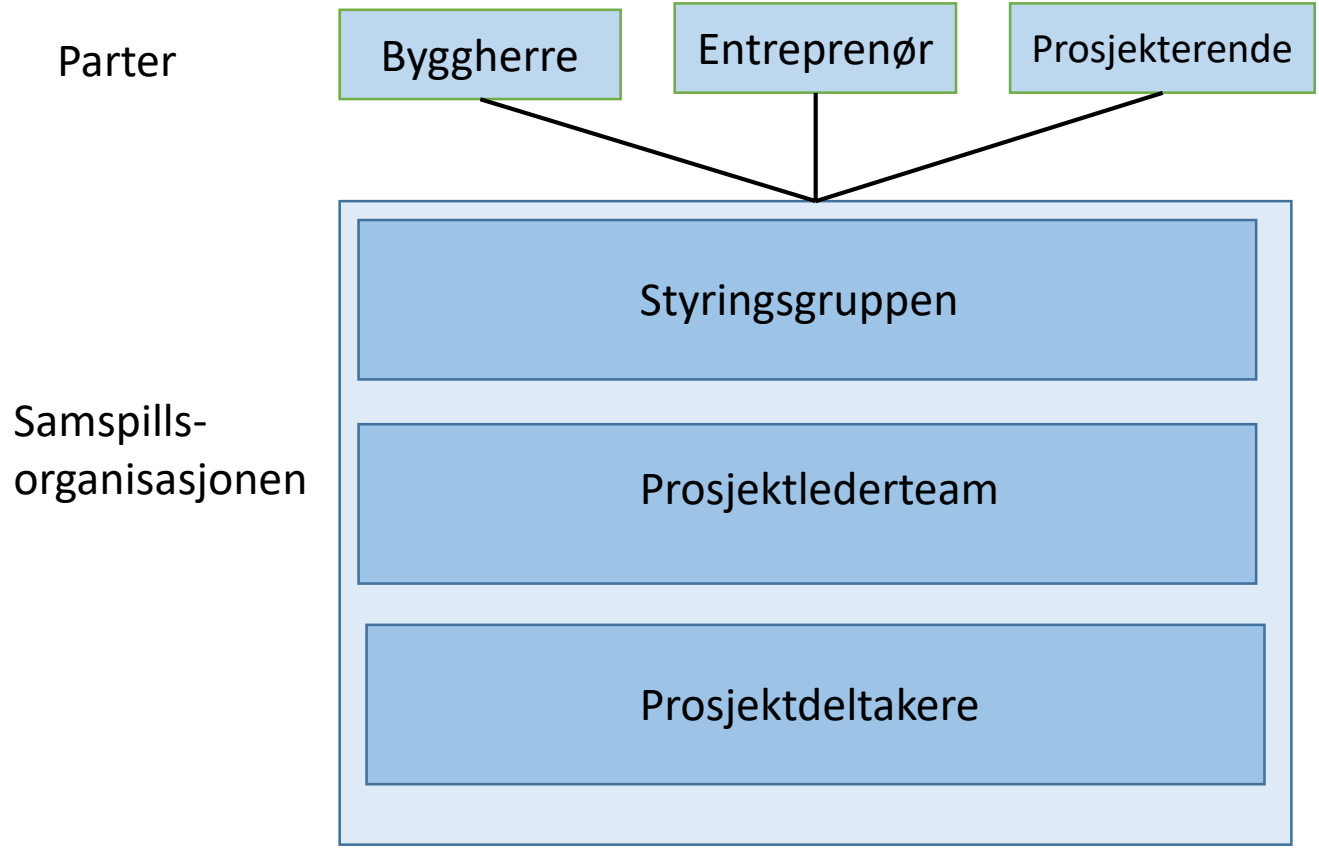 Parter
Byggherre
Entreprenør
Prosjekterende
Styringsgruppen
Samspills-
organisasjonen
Prosjektlederteam
Prosjektdeltakere